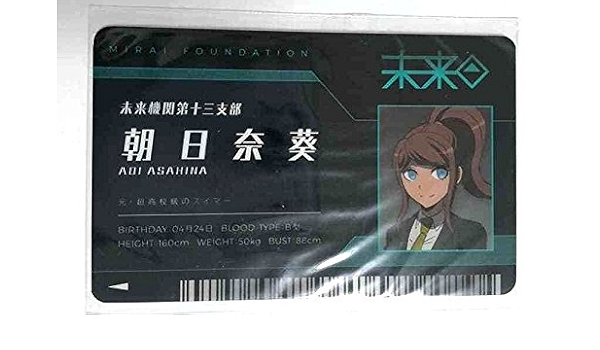 MIRAI FOUNDATION
未来
未来機関第十三支部
朝日奈 葵
AOI ASAHINA
元・超高校級のスイマー
BIRTHDAY 04月24日 BLOOD TYPE B型
HEIGHT 160cm WEIGHT 50kg BUST 88cm